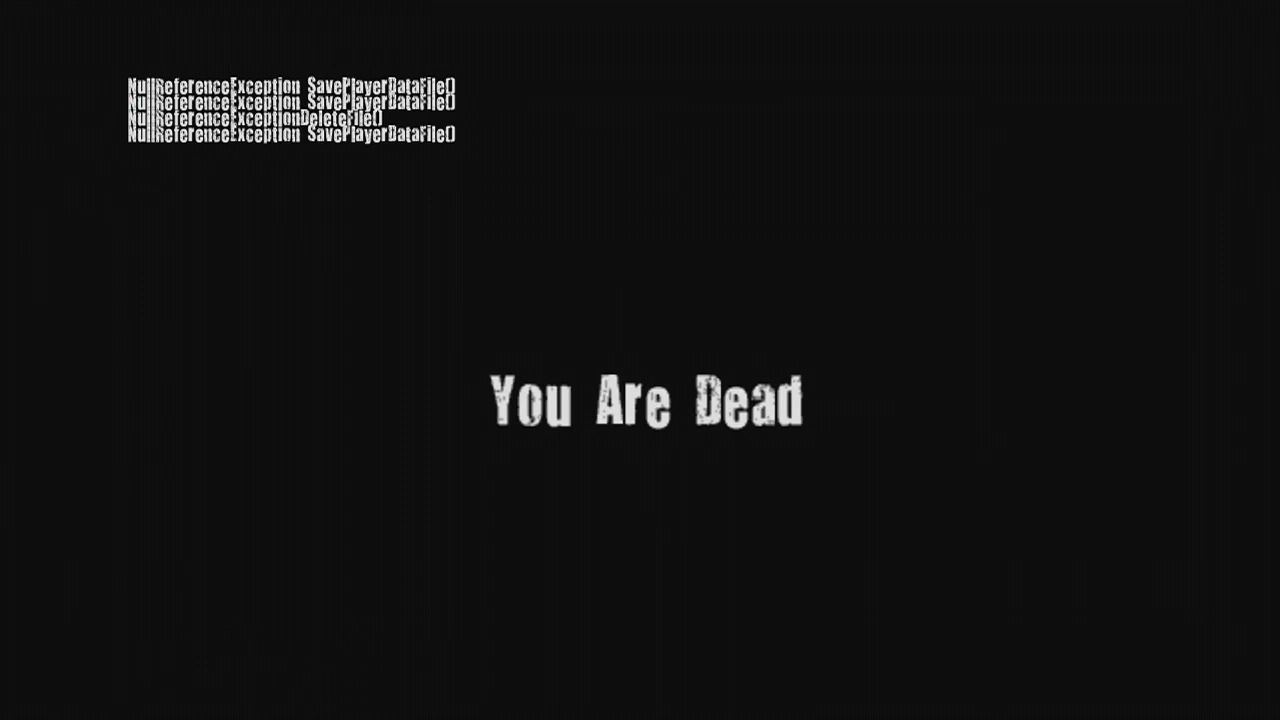 NullReferenceException SavePlayerDataFile()
NullReferenceException SavePlayerDataFile()
NullReferenceExceptionDeleteFile()
NullReferenceException SavePlayerDataFile()
You Are Dead